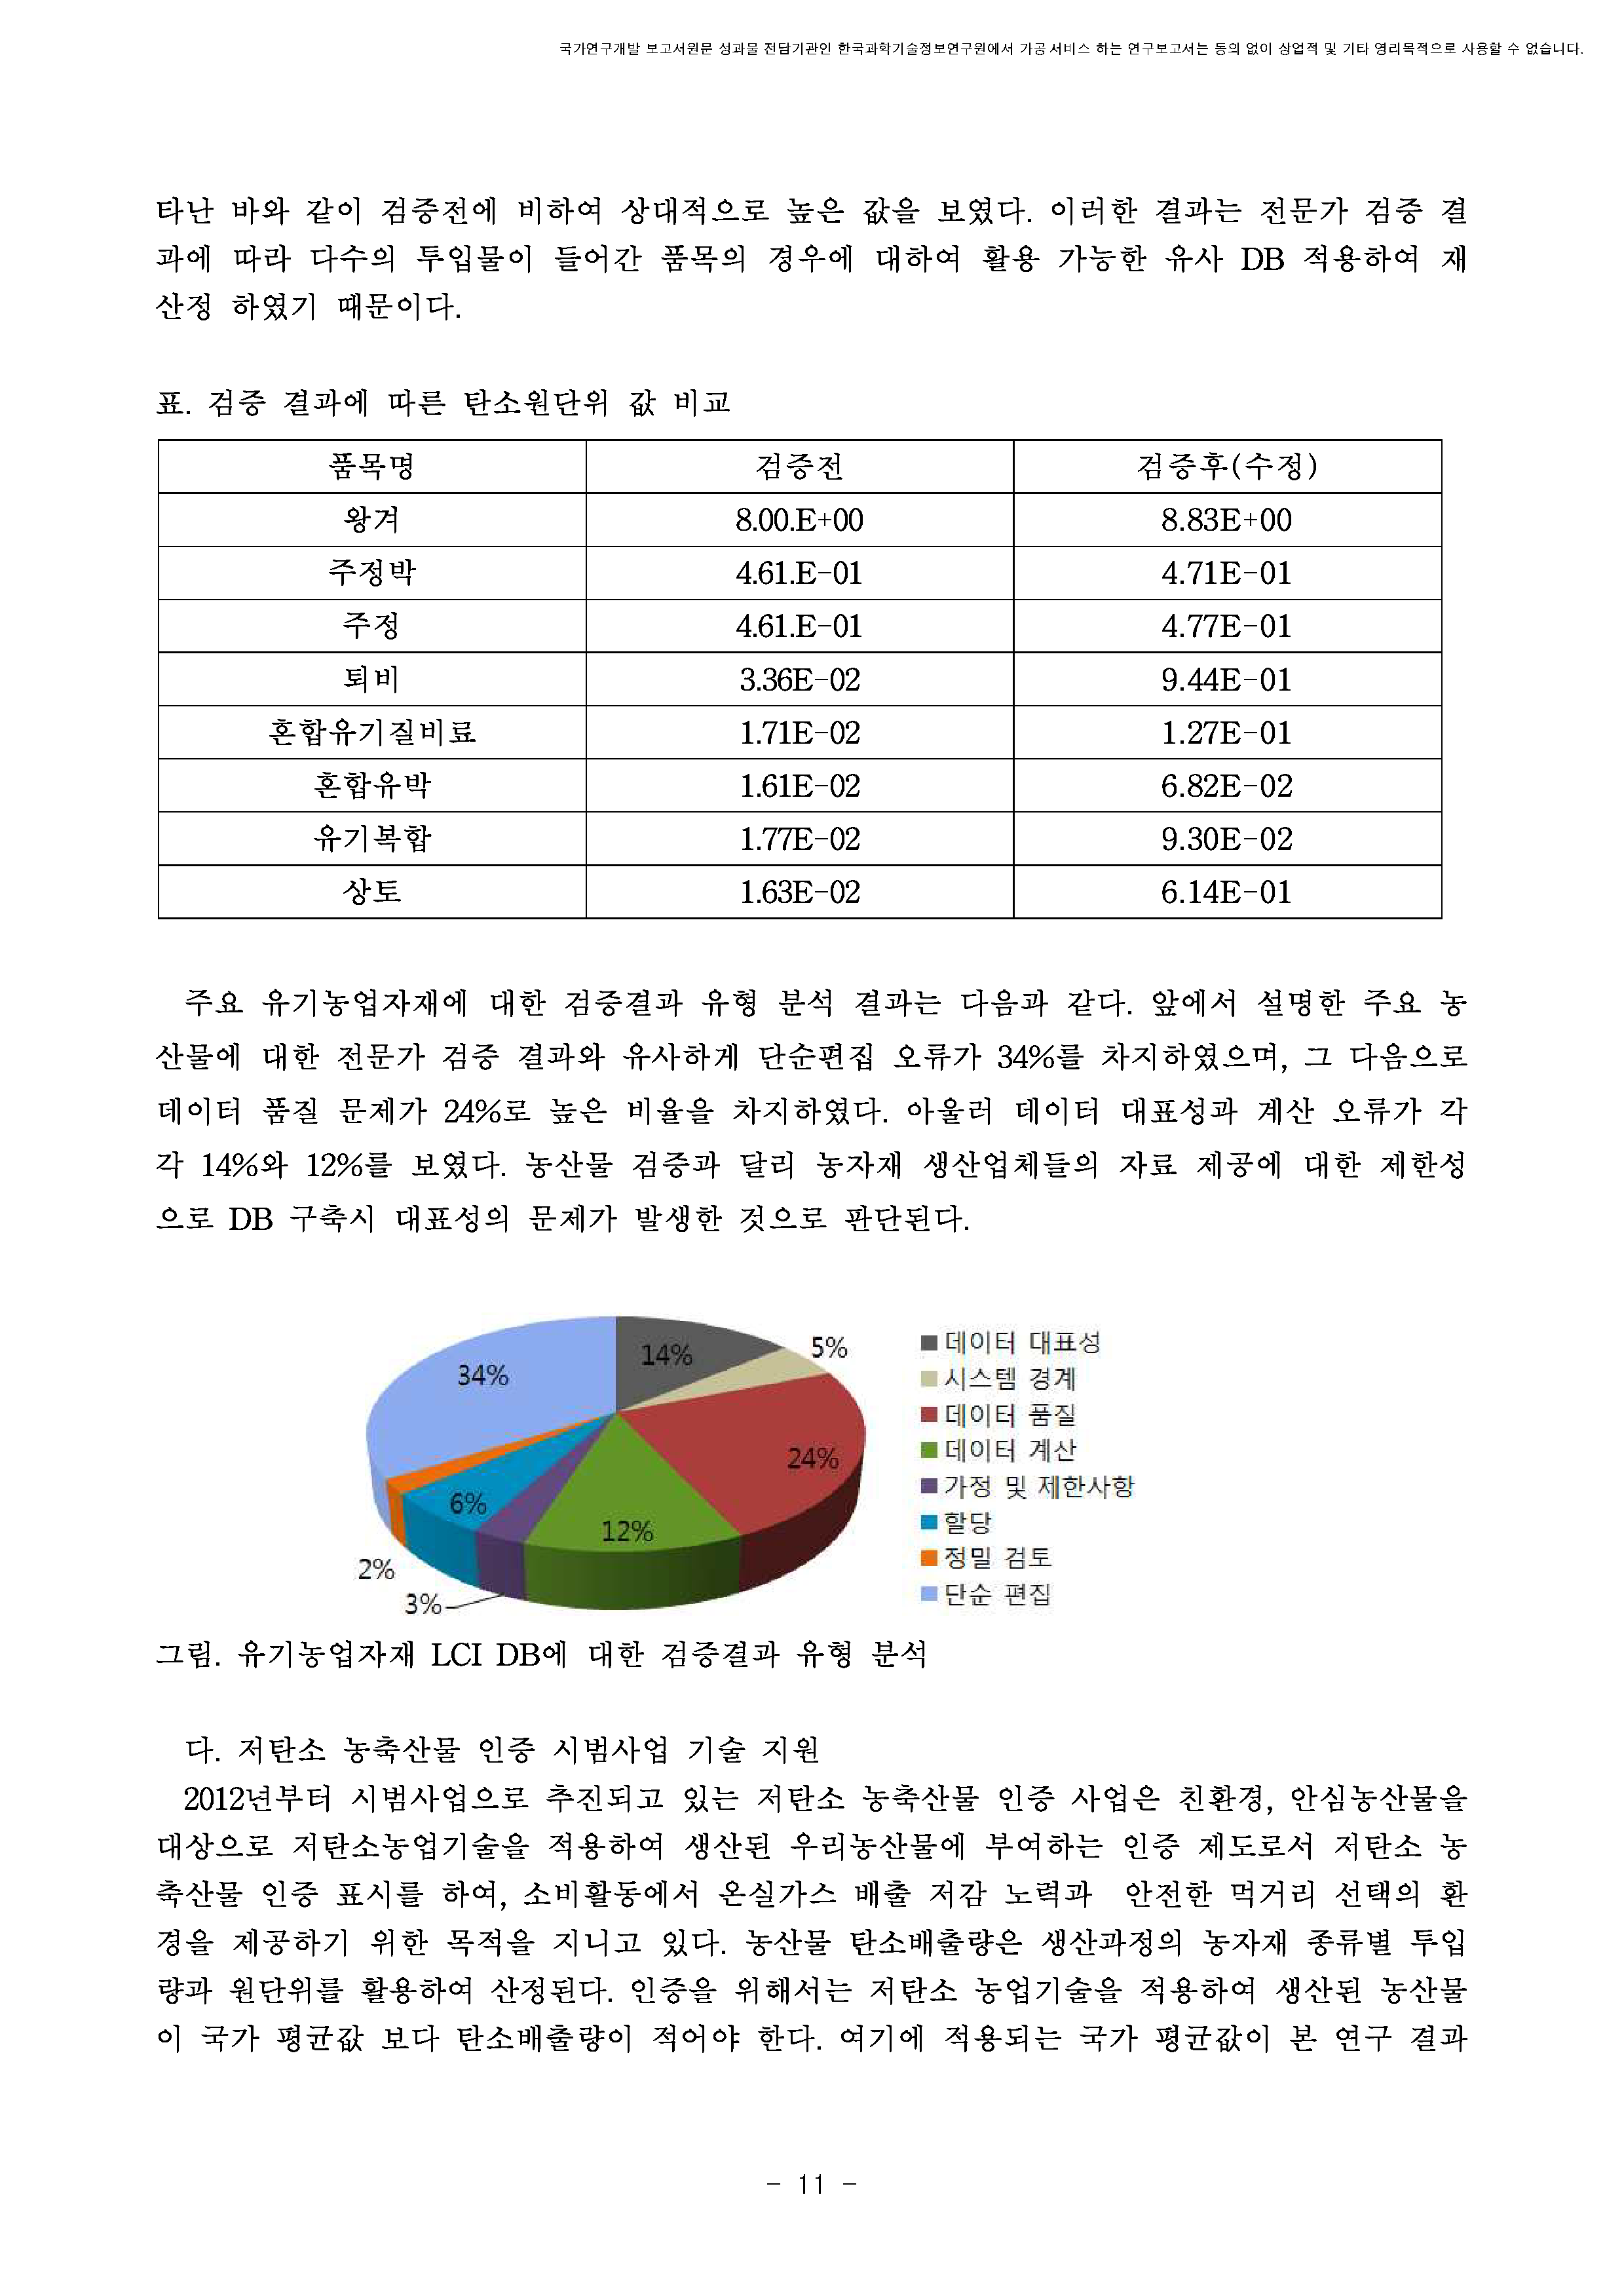 국가연구개발 보고서원문 성과물 전담기관인 한국과학기술정보연구원에서 가공·서비스 하는 연구보고서는 동의 없이 상업적 및 기타 영리목적으로 사용할 수 없습니다.
타난 바와 같이 검증전에 비하여 상대적으로 높은 값을 보였다. 이러한 결과는 전문가 검증 결
과에 따라 다수의 투입물이 들어간 품목의 경우에 대하여 활용 가능한 유사 DB 적용하여 재
산정 하였기 때문이다.
표. 검증 결과에 따른 탄소원단위 값 비교
품목명 검증전 검증후(수정)
왕겨 8.00.E+00 8.83E+00
주정박 4.61.E-01 4.71E-01
주정 4.61.E-01 4.77E-01
퇴비 3.36E-02 9.44E-01
혼합유기질비료 1.71E-02 1.27E-01
혼합유박 1.61E-02 6.82E-02
유기복합 1.77E-02 9.30E-02
상토 1.63E-02 6.14E-01
주요 유기농업자재에 대한 검증결과 유형 분석 결과는 다음과 같다. 앞에서 설명한 주요 농
산물에 대한 전문가 검증 결과와 유사하게 단순편집 오류가 34%를 차지하였으며, 그 다음으로
데이터 품질 문제가 24%로 높은 비율을 차지하였다. 아울러 데이터 대표성과 계산 오류가 각
각 14%와 12%를 보였다. 농산물 검증과 달리 농자재 생산업체들의 자료 제공에 대한 제한성
으로 DB 구축시 대표성의 문제가 발생한 것으로 판단된다.
14%
5%
34%
24%
6%
12%
2%
3%
데이터 대표성
시스템 경계
데이터 품질
데이터 계산
가정 및 제한사항
할당
정밀 검토
단순 편집
그림. 유기농업자재 LCI DB에 대한 검증결과 유형 분석
다. 저탄소 농축산물 인증 시범사업 기술 지원
2012년부터 시범사업으로 추진되고 있는 저탄소 농축산물 인증 사업은 친환경, 안심농산물을
대상으로 저탄소농업기술을 적용하여 생산된 우리농산물에 부여하는 인증 제도로서 저탄소 농
축산물 인증 표시를 하여, 소비활동에서 온실가스 배출 저감 노력과 안전한 먹거리 선택의 환
경을 제공하기 위한 목적을 지니고 있다. 농산물 탄소배출량은 생산과정의 농자재 종류별 투입
량과 원단위를 활용하여 산정된다. 인증을 위해서는 저탄소 농업기술을 적용하여 생산된 농산물
이 국가 평균값 보다 탄소배출량이 적어야 한다. 여기에 적용되는 국가 평균값이 본 연구 결과
- 11 -